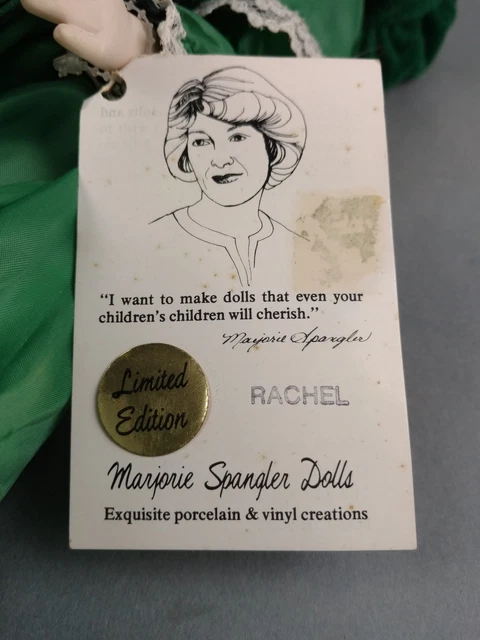 "I want to make dolls that even your
children's children will cherish."
Marjorie Spangler
Limited
Edition
RACHEL
Marjorie Spangler Dolls
Exquisite porcelain & vinyl creations